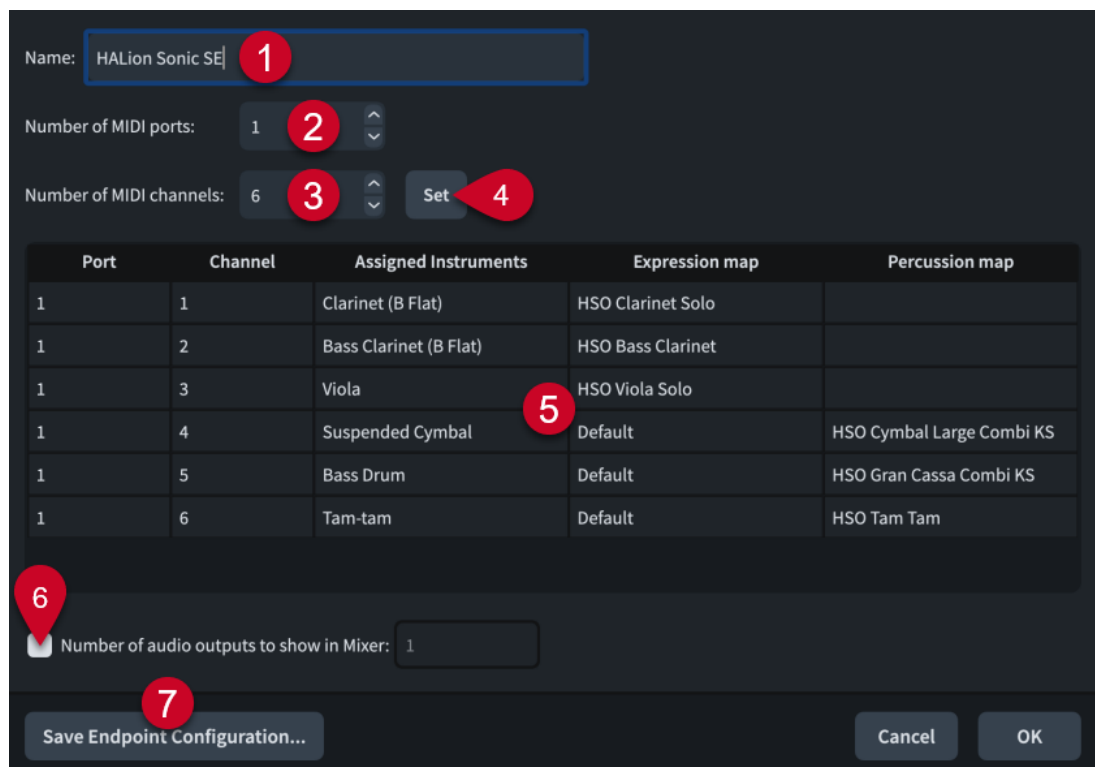 Name: HALion Sonic SE 1
Number of MIDI ports: 1 2
Number of MIDI channels: 6 3 Set 4
Port Channel Assigned Instruments Expression map Percussion map
1 1 Clarinet (B Flat) HSO Clarinet Solo
1 2 Bass Clarinet (B Flat) HSO Bass Clarinet
1 3 Viola HSO Viola Solo
5
1 4 Suspended Cymbal Default HSO Cymbal Large Combi KS
1 5 Bass Drum Default HSO Gran Cassa Combi KS
1 6 Tam-tam Default HSO Tam Tam
6
Number of audio outputs to show in Mixer: 1
7
Save Endpoint Configuration... Cancel OK